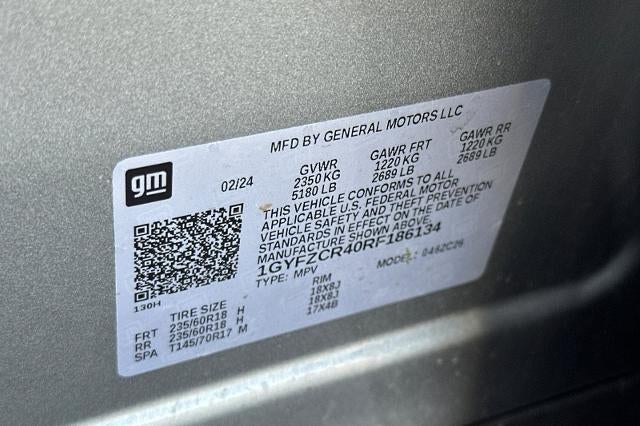 MFD BY GENERAL MOTORS LLC
gm
02/24
GVWR GAWR FRT GAWR RR
2350 KG 1220 KG 1220 KG
5180 LB 2689 LB 2689 LB
THIS VEHICLE CONFORMS TO ALL
APPLICABLE U.S. FEDERAL MOTOR
VEHICLE SAFETY AND THEFT PREVENTION
STANDARDS IN EFFECT ON THE DATE OF
MANUFACTURE SHOWN ABOVE.
1GYFZCR40RF186134
TYPE: MPV MODEL:
130H
TIRE SIZE RIM
FRT 235/60R18 H 18X8J
RR 235/60R18 H 18X8J
SPA T145/70R17 M 17X4B